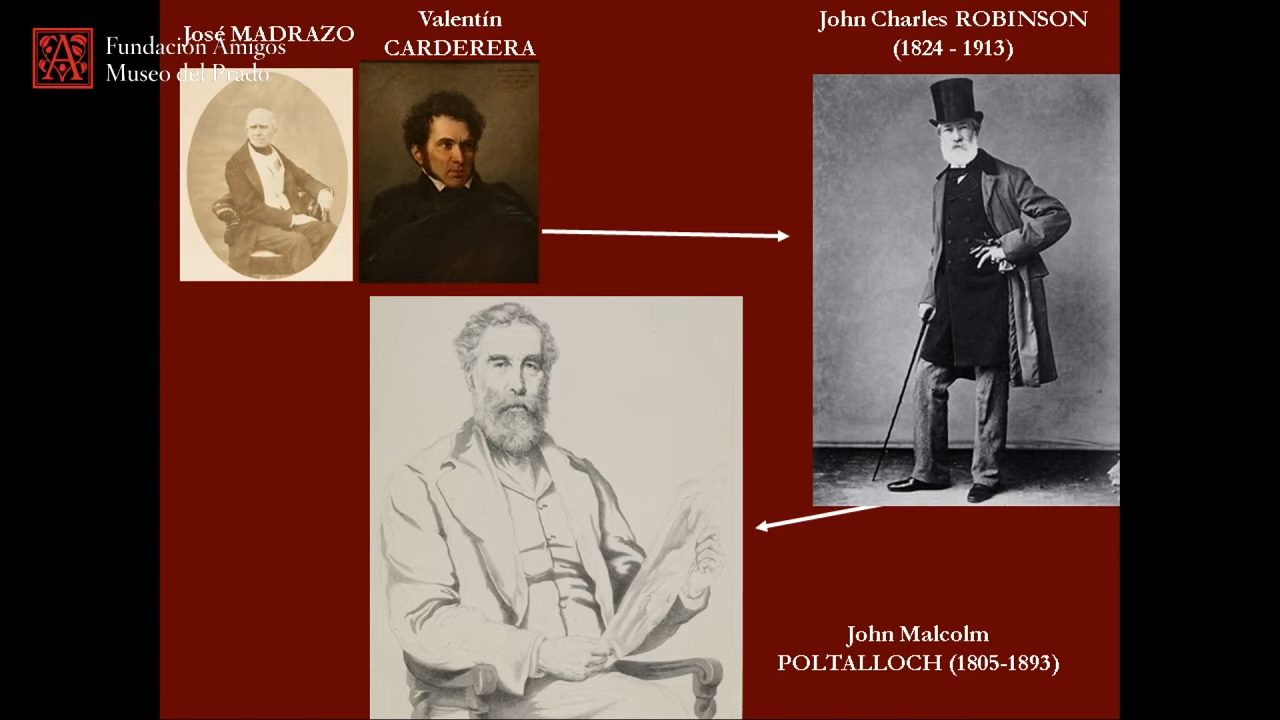 José MADRAZO
Fundación Amigos
Museo del Prado
Valentín
CARDERERA
John Charles ROBINSON
(1824 - 1913)
John Malcolm
POLTALLOCH (1805-1893)